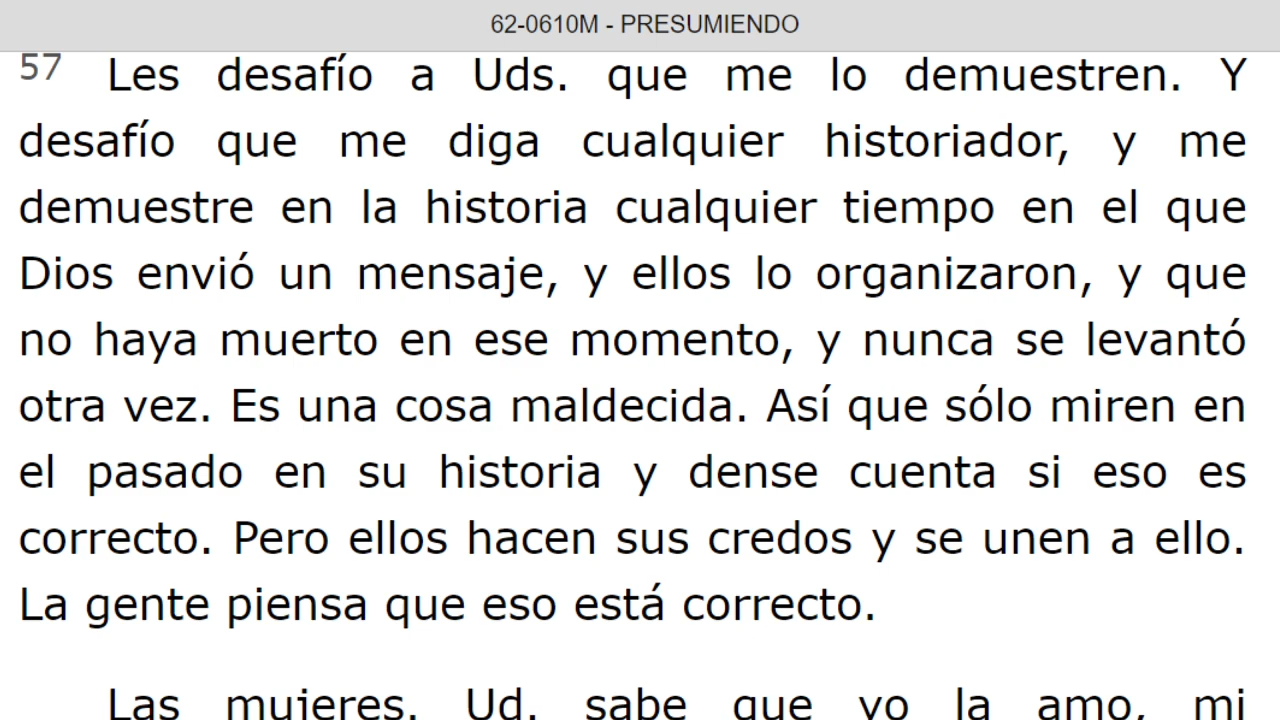 62-0610M - PRESUMIENDO
57 Les desafío a Uds. que me lo demuestren. Y
desafío que me diga cualquier historiador, y me
demuestre en la historia cualquier tiempo en el que
Dios envió un mensaje, y ellos lo organizaron, y que
no haya muerto en ese momento, y nunca se levantó
otra vez. Es una cosa maldecida. Así que sólo miren en
el pasado en su historia y dense cuenta si eso es
correcto. Pero ellos hacen sus credos y se unen a ello.
La gente piensa que eso está correcto.
Las mujeres. Ud. sabe que yo la amo, mi